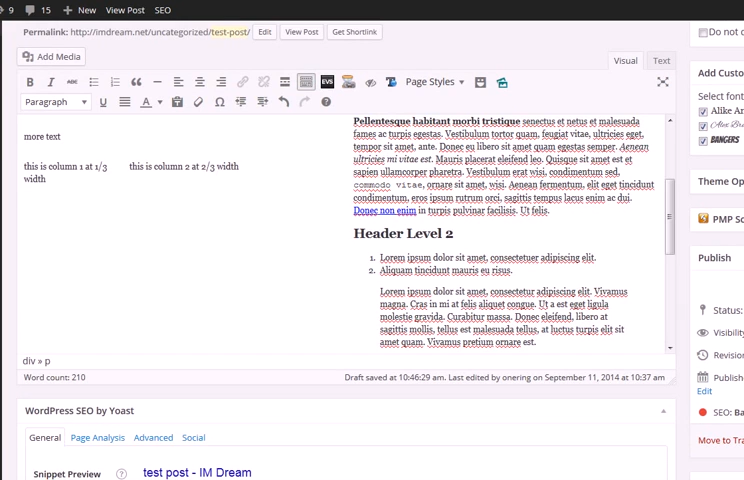 9 15 New View Post SEO
Permalink: http://imdream.net/uncategorized/test-post/ Edit View Post Get Shortlink
Add Media
Visual Text
B I ABC Page Styles
EVS
Paragraph U A
more text
this is column 1 at 1/3
width
this is column 2 at 2/3 width
Pellentesque habitant morbi tristique senectus et netus et malesuada
fames ac turpis egestas. Vestibulum tortor quam, feugiat vitae, ultricies eget,
tempor sit amet, ante. Donec eu libero sit amet quam egestas semper. Aenean
ultricies mi vitae est. Mauris placerat eleifend leo. Quisque sit amet est et
sapien ullamcorper pharetra. Vestibulum erat wisi, condimentum sed,
commodo vitae, ornare sit amet, wisi. Aenean fermentum, elit eget tincidunt
condimentum, eros ipsum rutrum orci, sagittis tempus lacus enim ac dui.
Donec non enim in turpis pulvinar facilisis. Ut felis.
Header Level 2
1. Lorem ipsum dolor sit amet, consectetuer adipiscing elit.
2. Aliquam tincidunt mauris eu risus.
Lorem ipsum dolor sit amet, consectetur adipiscing elit. Vivamus
magna. Cras in mi at felis aliquet congue. Ut a est eget ligula
molestie gravida. Curabitur massa. Donec eleifend, libero at
sagittis mollis, tellus est malesuada tellus, at luctus turpis elit sit
amet quam. Vivamus pretium ornare est.
div » p
Word count: 210
Draft saved at 10:46:29 am. Last edited by onering on September 11, 2014 at 10:37 am
WordPress SEO by Yoast
General Page Analysis Advanced Social
Snippet Preview ? test post - IM Dream
Do not d
Add Custo
Select font
Alike An
Alex Br
BANGERS
Theme Op
PMP Sc
Publish
Status:
Visibility
Revision
Publishe
Edit
SEO: Ba
Move to Tra